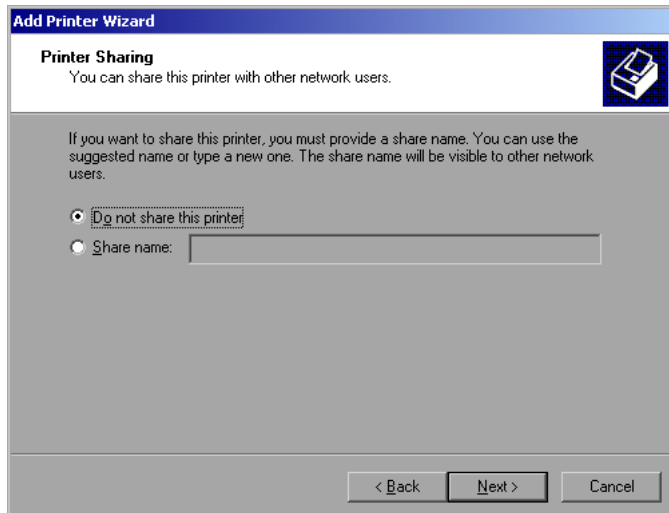 Add Printer Wizard
Printer Sharing
You can share this printer with other network users.
If you want to share this printer, you must provide a share name. You can use the
suggested name or type a new one. The share name will be visible to other network
users.
Do not share this printer
Share name:
< Back Next > Cancel